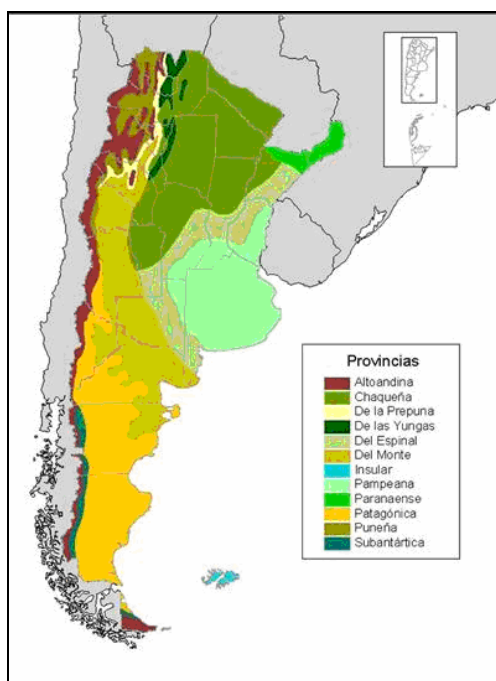 Provincias
Altoandina
Chaqueña
De la Prepuna
De las Yungas
Del Espinal
Del Monte
Insular
Pampeana
Paranaense
Patagónica
Puneña
Subantártica